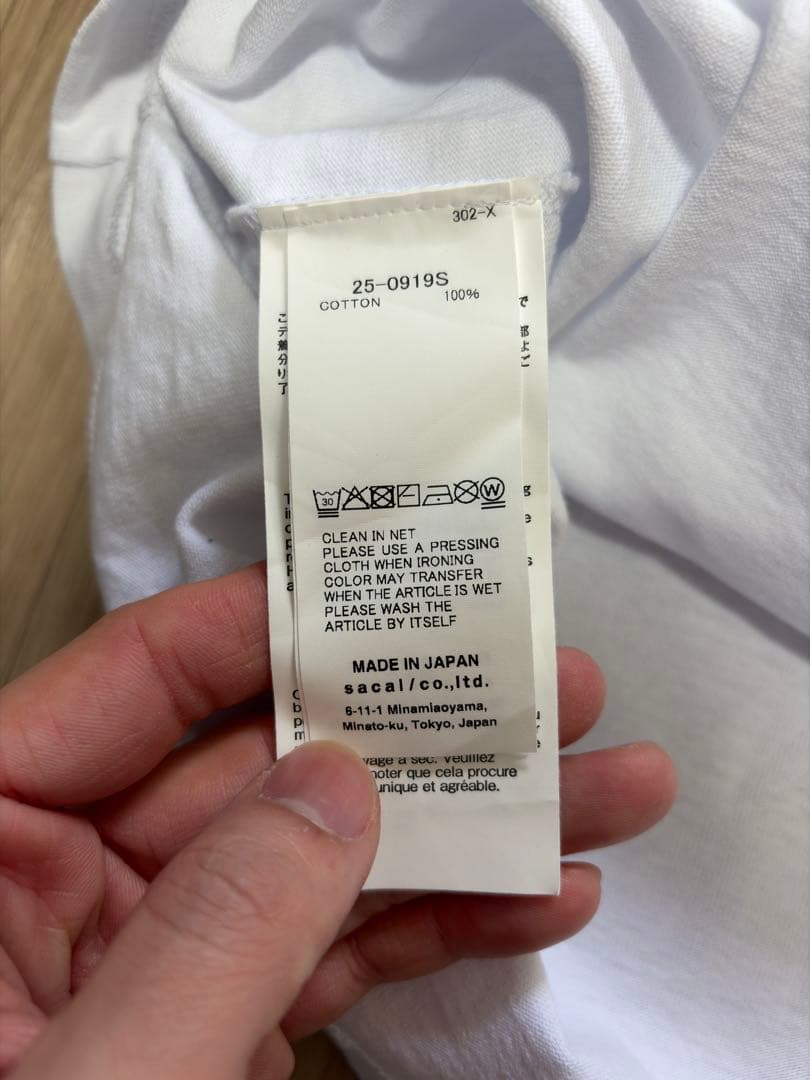 302-X
25-0919S
COTTON 100%
30
W
CLEAN IN NET
PLEASE USE A PRESSING
CLOTH WHEN IRONING
COLOR MAY TRANSFER
WHEN THE ARTICLE IS WET
PLEASE WASH THE
ARTICLE BY ITSELF
MADE IN JAPAN
sacai/co.,ltd.
6-11-1 Minamiaoyama,
Minato-ku, Tokyo, Japan
sec. Veuillez
noter que cela procure
unique et agréable.